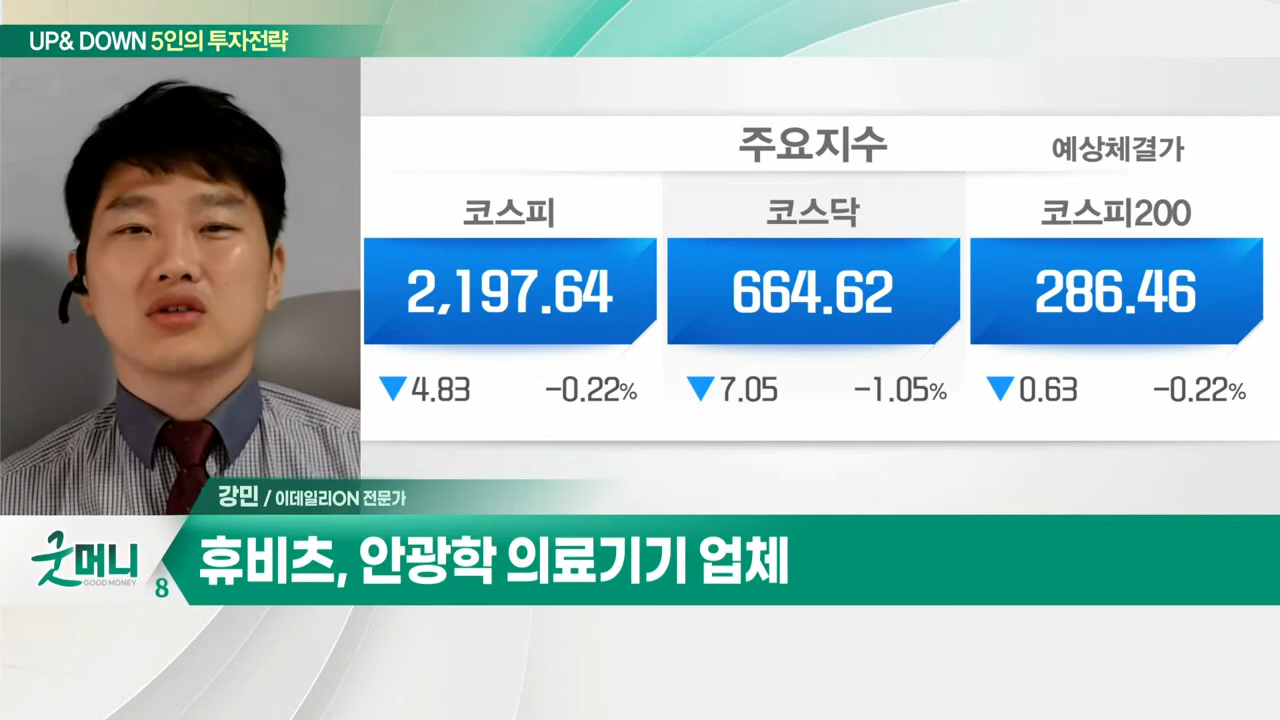 UP& DOWN 5인의 투자전략
주요지수
예상체결가
코스피
코스닥
코스피200
2,197.64
664.62
286.46
▼4.83 -0.22%
▼7.05 -1.05%
▼0.63 -0.22%
강민 / 이데일리ON 전문가
굿머니
GOOD MONEY
8
휴비츠, 안광학 의료기기 업체